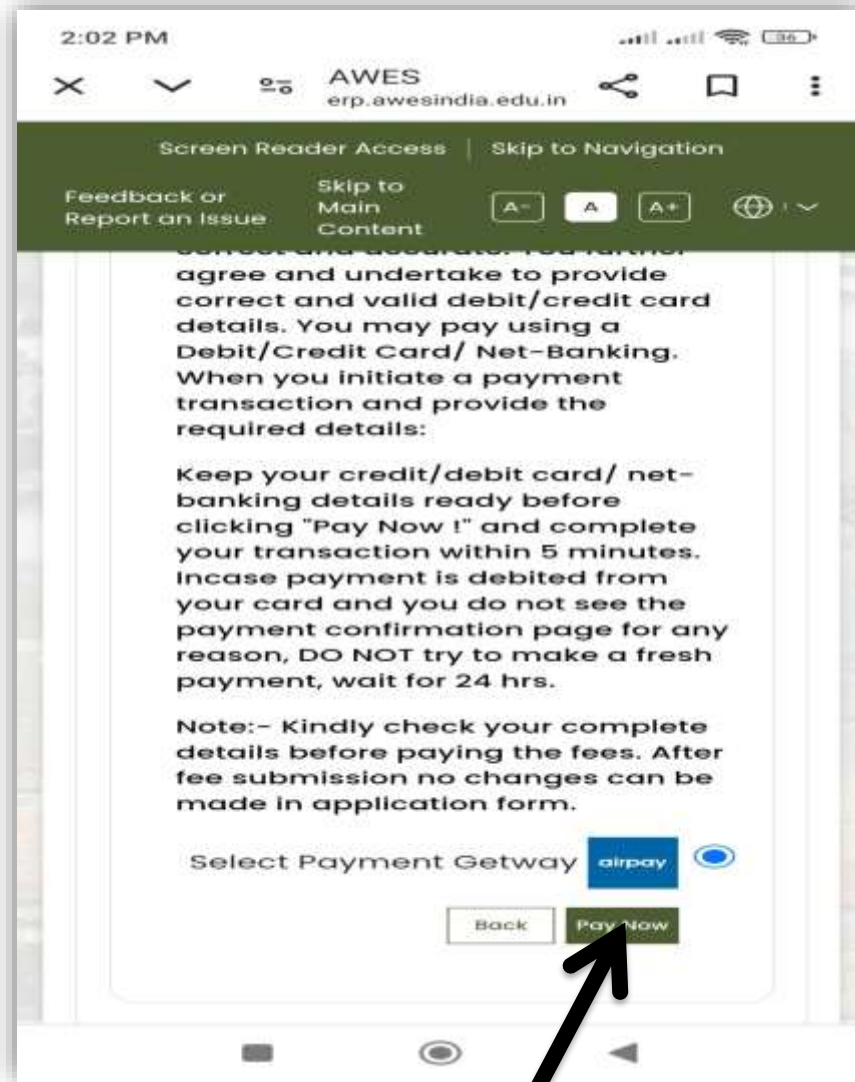 2:02 PM
36
AWES
erp.awesindia.edu.in
Screen Reader Access | Skip to Navigation
Feedback or
Report an Issue
Skip to
Main
Content
A-
A
A+
correct and accurate. You further
agree and undertake to provide
correct and valid debit/credit card
details. You may pay using a
Debit/Credit Card/ Net-Banking.
When you initiate a payment
transaction and provide the
required details:
Keep your credit/debit card/ net-
banking details ready before
clicking "Pay Now !" and complete
your transaction within 5 minutes.
Incase payment is debited from
your card and you do not see the
payment confirmation page for any
reason, DO NOT try to make a fresh
payment, wait for 24 hrs.
Note:- Kindly check your complete
details before paying the fees. After
fee submission no changes can be
made in application form.
Select Payment Getway airpay
Back
Pay Now